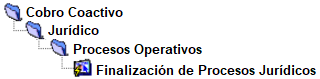 Cobro Coactivo
Jurídico
Procesos Operativos
Finalización de Procesos Jurídicos